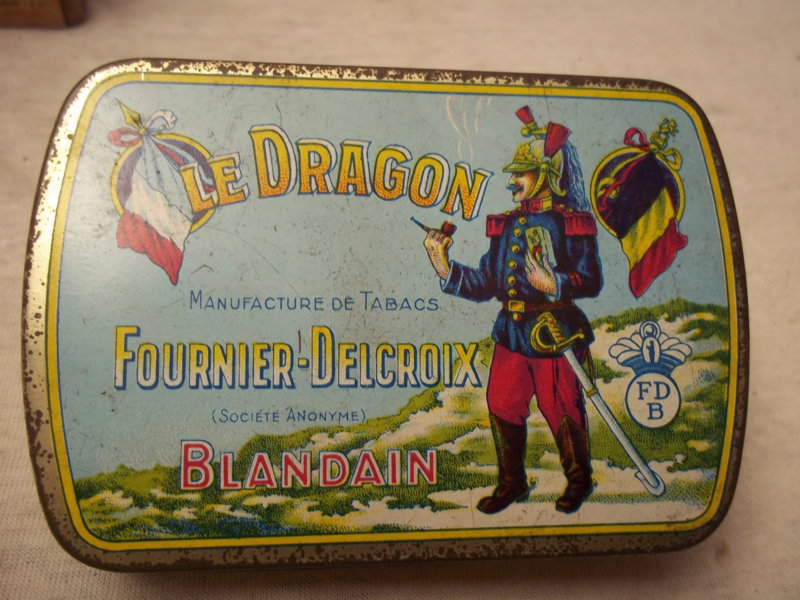 LE DRAGON
MANUFACTURE DE TABACS
FOURNIER-DELCROIX
(SOCIÉTÉ ANONYME)
BLANDAIN
FD
B